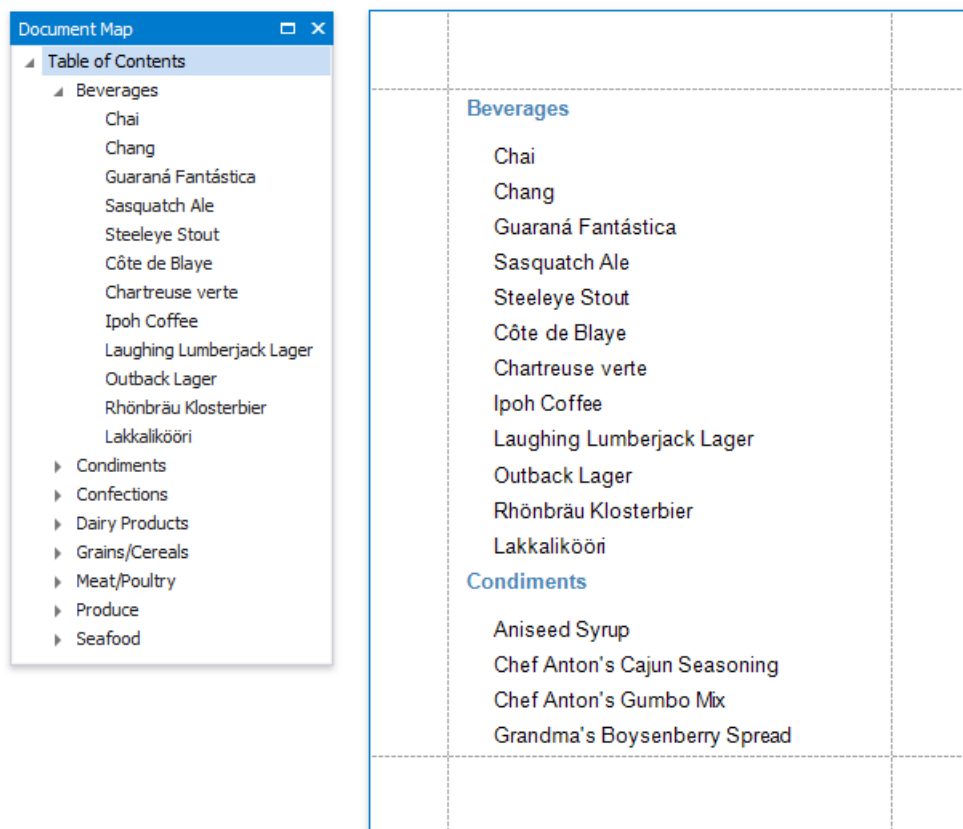 Document Map
Table of Contents
Beverages
Chai
Chang
Guaraná Fantástica
Sasquatch Ale
Steeleye Stout
Côte de Blaye
Chartreuse verte
Ipoh Coffee
Laughing Lumberjack Lager
Outback Lager
Rhönbräu Klosterbier
Lakkalikööri
Condiments
Confections
Dairy Products
Grains/Cereals
Meat/Poultry
Produce
Seafood
Beverages
Chai
Chang
Guaraná Fantástica
Sasquatch Ale
Steeleye Stout
Côte de Blaye
Chartreuse verte
Ipoh Coffee
Laughing Lumberjack Lager
Outback Lager
Rhönbräu Klosterbier
Lakkalikööri
Condiments
Aniseed Syrup
Chef Anton's Cajun Seasoning
Chef Anton's Gumbo Mix
Grandma's Boysenberry Spread